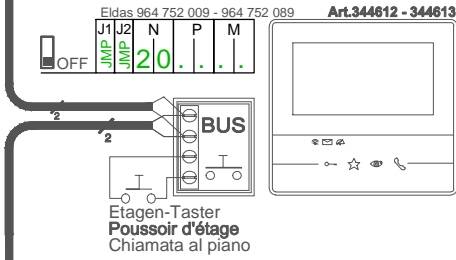 Eldas 964 752 009 - 964 752 089
Art.344612 - 344613
J1 J2 N P M
OFF JMP JMP 2 0 . . . .
2
2
BUS
Etagen-Taster
Poussoir d'étage
Chiamata al piano